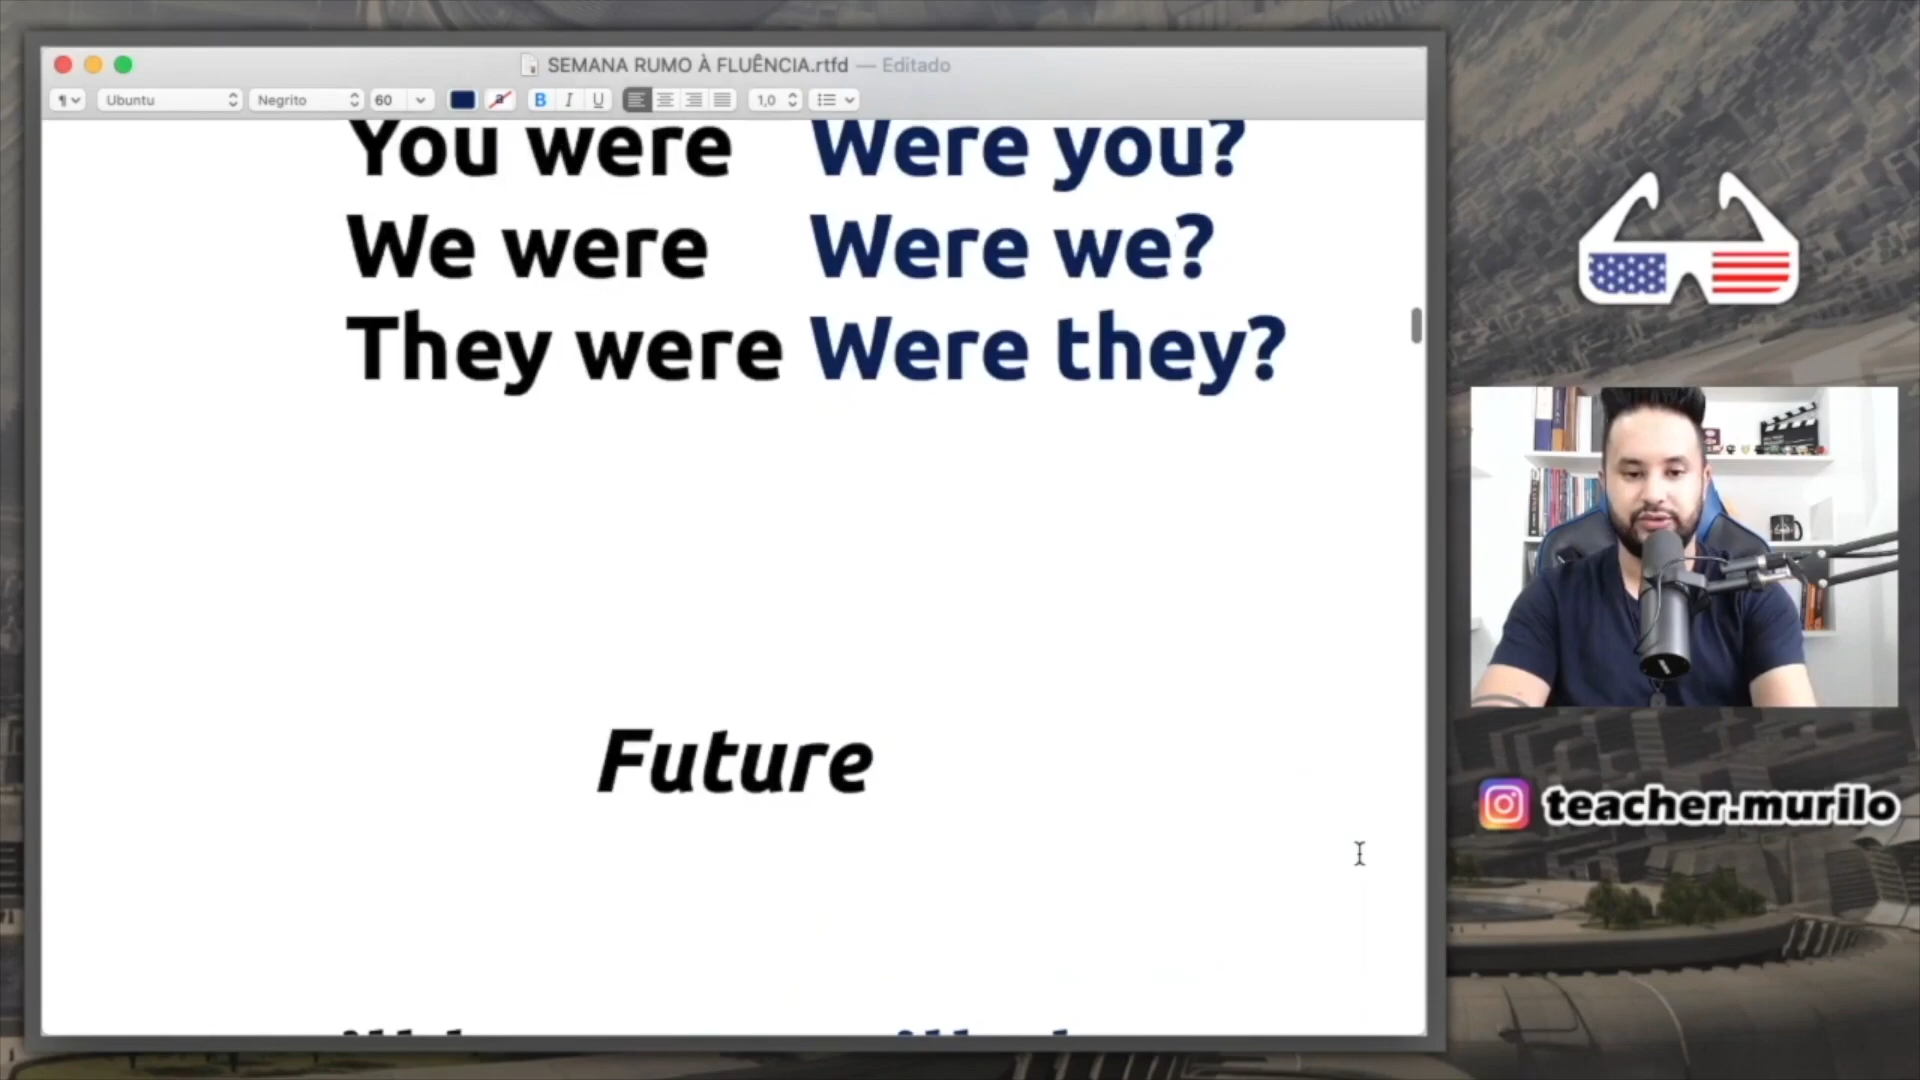 SEMANA RUMO À FLUÊNCIA.rtfd — Editado
Ubuntu
Negrito
60
a
B
I
U
1,0
You were Were you?
We were Were we?
They were Were they?
Future
teacher.murilo